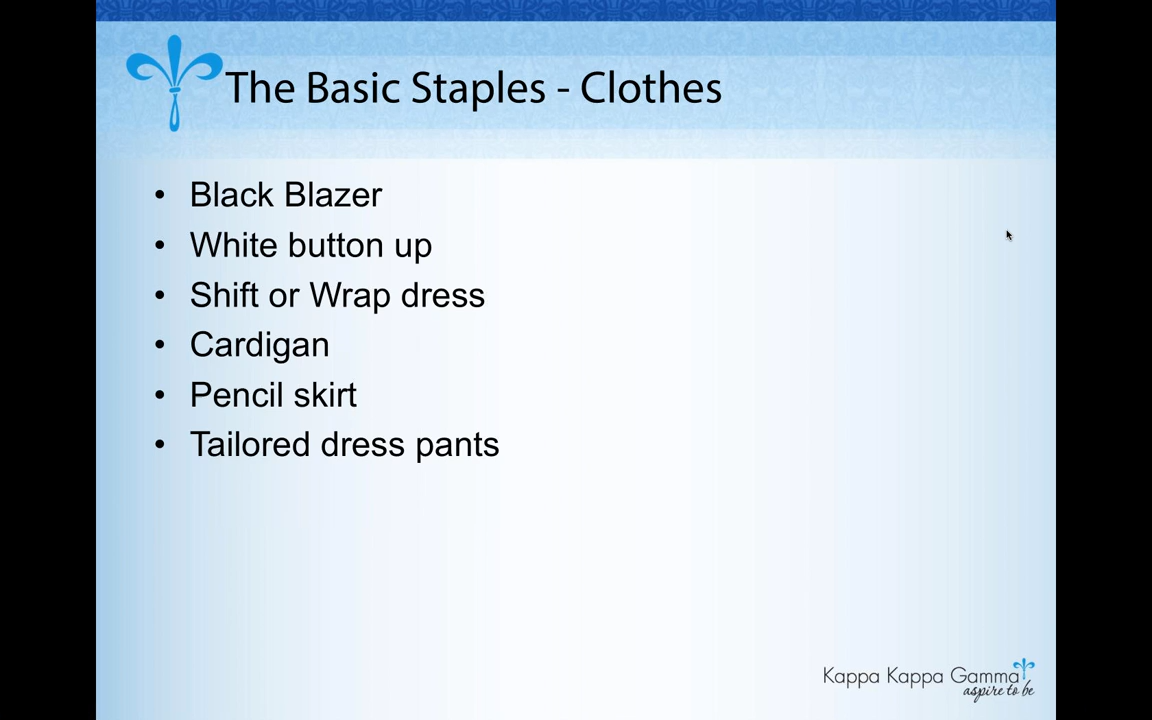 The Basic Staples - Clothes
• Black Blazer
• White button up
• Shift or Wrap dress
• Cardigan
• Pencil skirt
• Tailored dress pants
Kappa Kappa Gamma
aspire to be